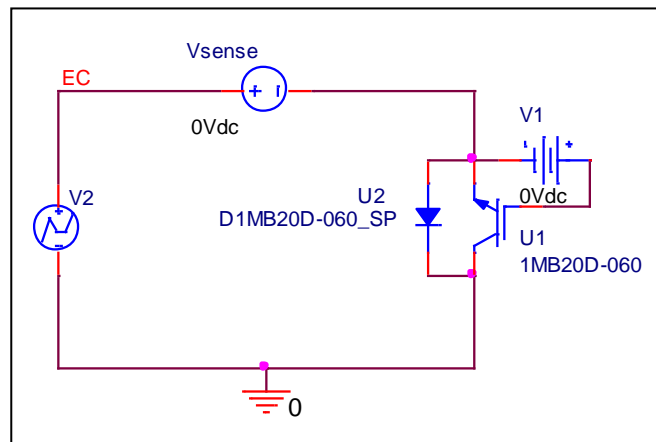 Vsense
EC
0Vdc
V1
V2
U2
D1MB20D-060_SP
0Vdc
U1
1MB20D-060
0